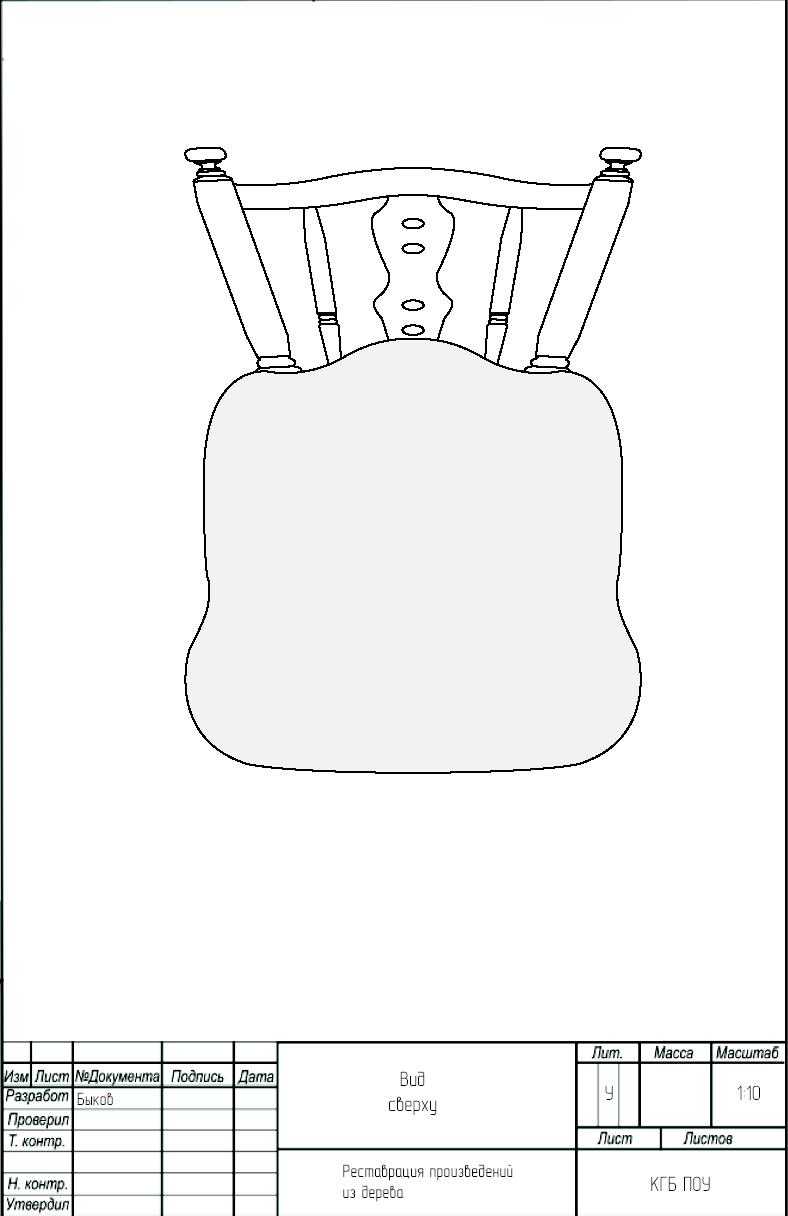 Изм Лист №Документа Подпись Дата
Разработ Быков
Проверил
Т. контр.
Н. контр.
Утвердил
Вид
сверху
Реставрация произведений
из дерева
Лит. Масса Масштаб
У 1:10
Лист Листов
КГБ ПОУ